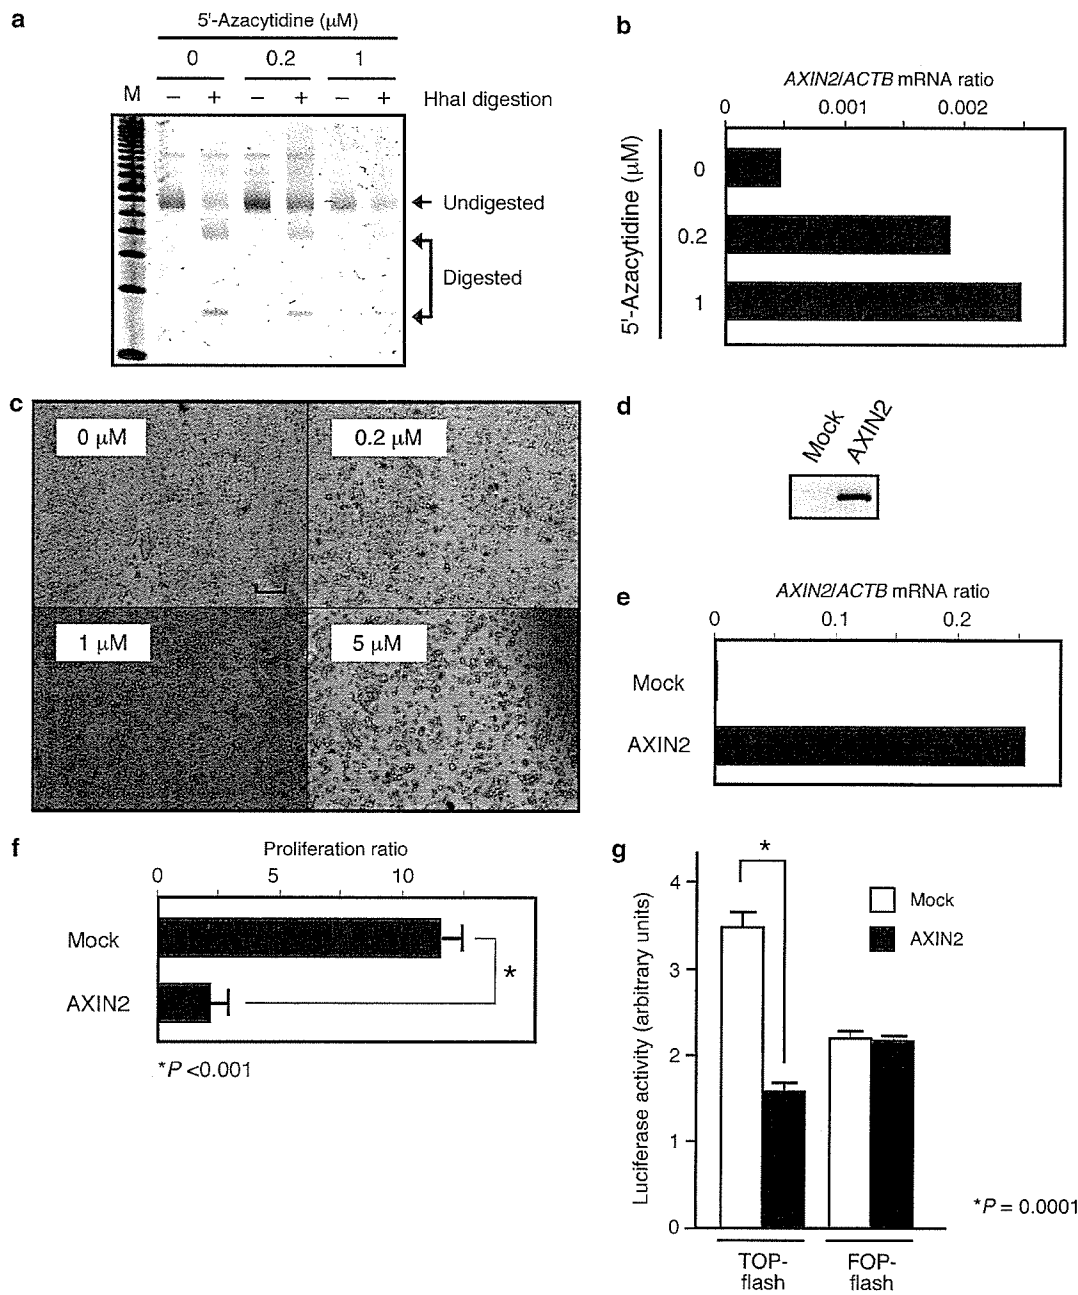 a
5'-Azacytidine (μM)
0 0.2 1
M − + − + − + HhaI digestion
Undigested
Digested
b
AXIN2/ACTB mRNA ratio
0 0.001 0.002
5'-Azacytidine (μM)
0
0.2
1
c
0 μM
0.2 μM
1 μM
5 μM
d
Mock
AXIN2
e
AXIN2/ACTB mRNA ratio
0 0.1 0.2
Mock
AXIN2
f
Proliferation ratio
0 5 10
Mock
AXIN2
*
*P <0.001
g
Luciferase activity (arbitrary units)
4
3
2
1
0
*
Mock
AXIN2
*P = 0.0001
TOP-
flash
FOP-
flash